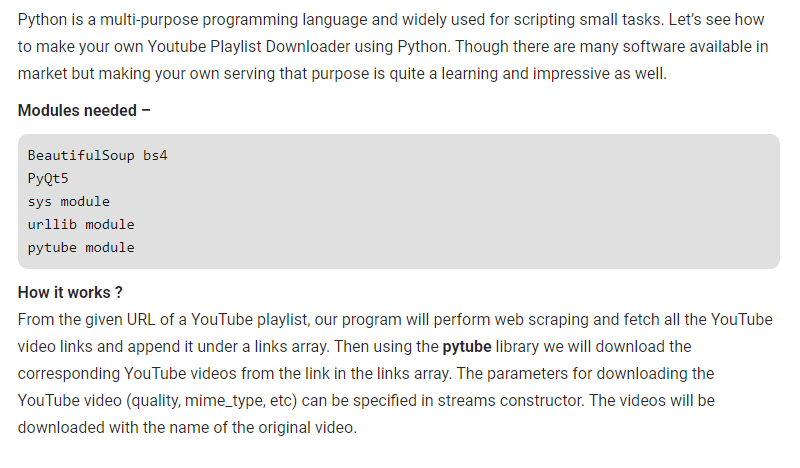 Python is a multi-purpose programming language and widely used for scripting small tasks. Let’s see how
to make your own Youtube Playlist Downloader using Python. Though there are many software available in
market but making your own serving that purpose is quite a learning and impressive as well.
Modules needed –
BeautifulSoup bs4
PyQt5
sys module
urllib module
pytube module
How it works ?
From the given URL of a YouTube playlist, our program will perform web scraping and fetch all the YouTube
video links and append it under a links array. Then using the pytube library we will download the
corresponding YouTube videos from the link in the links array. The parameters for downloading the
YouTube video (quality, mime_type, etc) can be specified in streams constructor. The videos will be
downloaded with the name of the original video.